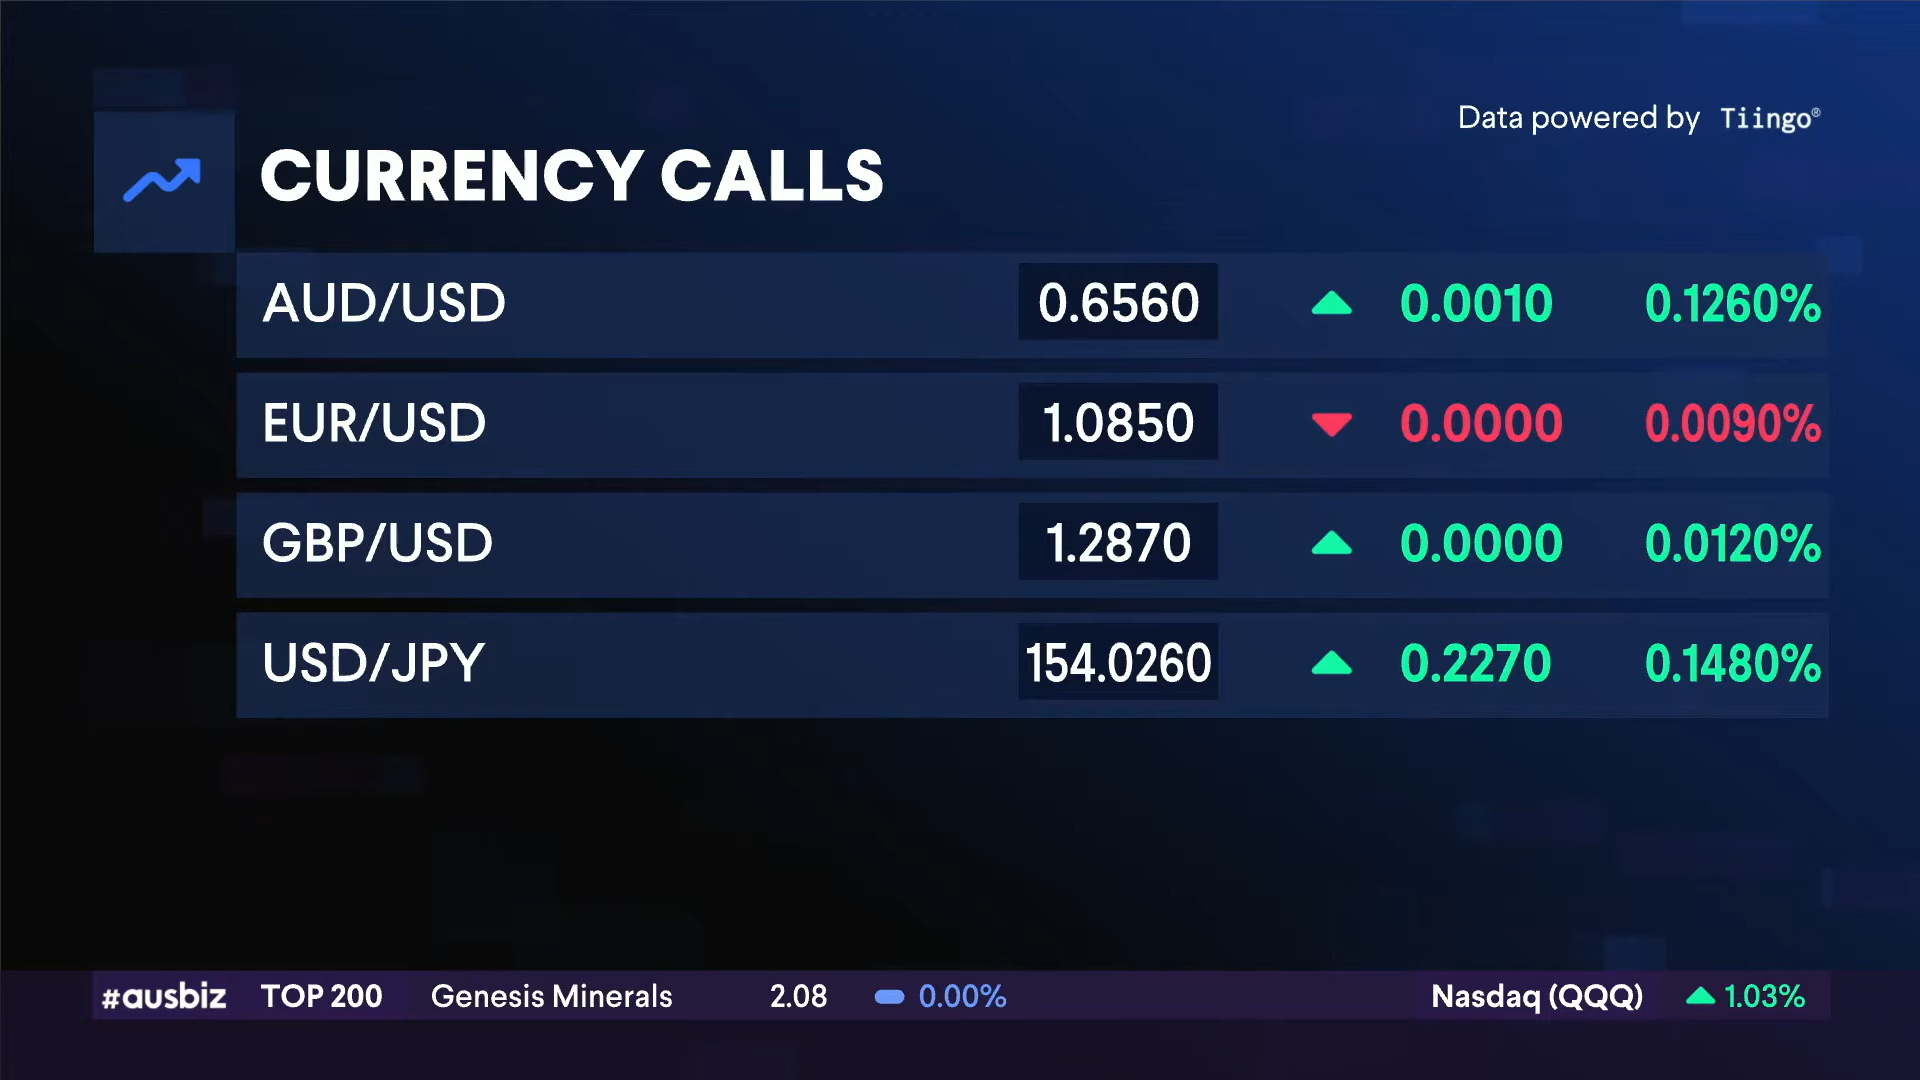 Data powered by Tiingo®
CURRENCY CALLS
AUD/USD 0.6560 0.0010 0.1260%
EUR/USD 1.0850 0.0000 0.0090%
GBP/USD 1.2870 0.0000 0.0120%
USD/JPY 154.0260 0.2270 0.1480%
#ausbiz TOP 200 Genesis Minerals 2.08 0.00% Nasdaq (QQQ) 1.03%